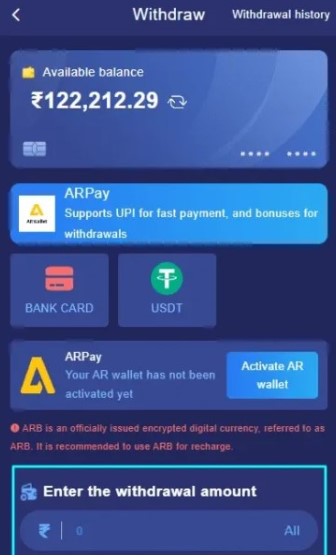 Withdraw
Withdrawal history
Available balance
₹122,212.29
ARPay
Supports UPI for fast payment, and bonuses for
withdrawals
ARWallet
BANK CARD
USDT
ARPay
Your AR wallet has not been
activated yet
Activate AR
wallet
ARB is an officially issued encrypted digital currency, referred to as
ARB. It is recommended to use ARB for recharge.
Enter the withdrawal amount
₹ 0
All